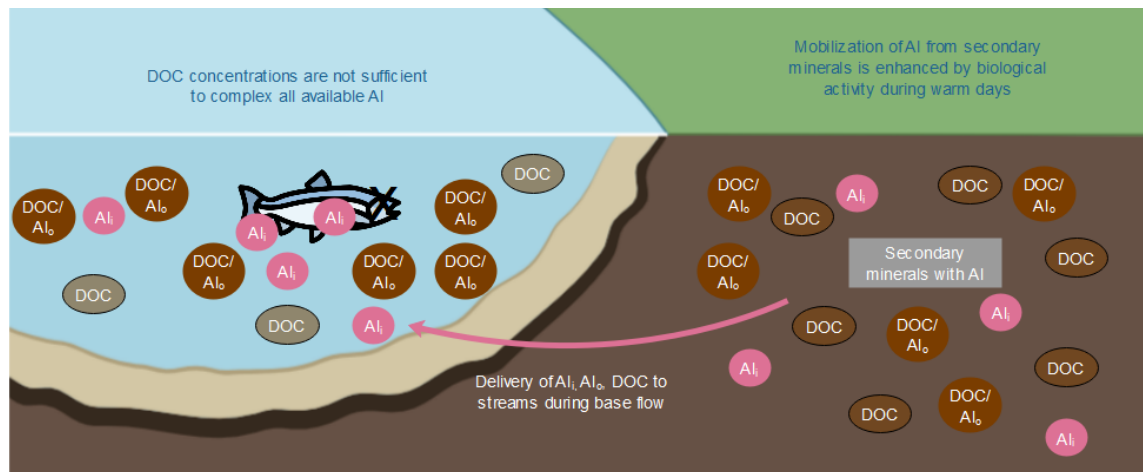 DOC concentrations are not sufficient
to complex all available Al
Mobilization of Al from secondary
minerals is enhanced by biological
activity during warm days
DOC/
Alₒ
Alᵢ
DOC/
Alₒ
DOC
Alᵢ
Alᵢ
DOC/
Alₒ
DOC
DOC/
Alₒ
Alᵢ
DOC/
Alₒ
DOC/
Alₒ
DOC
Alᵢ
DOC/
Alₒ
Alᵢ
DOC
DOC
DOC/
Alₒ
DOC/
Alₒ
Secondary
minerals with Al
DOC
DOC
DOC/
Alₒ
Alᵢ
Alᵢ
DOC
DOC
DOC/
Alₒ
Alᵢ
Delivery of Alᵢ, Alₒ, DOC to
streams during base flow